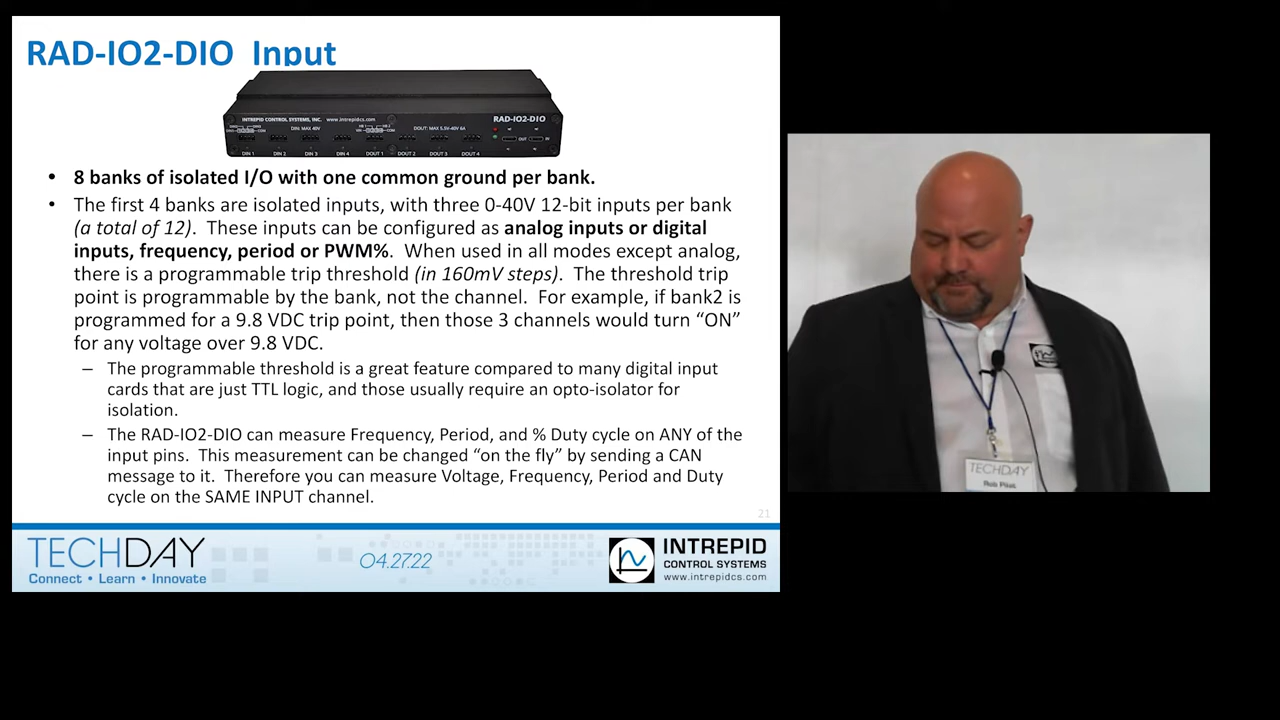 RAD-IO2-DIO Input
INTREPID CONTROL SYSTEMS, INC. www.intrepidcs.com
RAD-IO2-DIO
DIN: MAX 40V
DOUT: MAX 5.5V-40V 6A
OUT
IN
DIN 1 DIN 2 DIN 3 DIN 4 DOUT 1 DOUT 2 DOUT 3 DOUT 4
• 8 banks of isolated I/O with one common ground per bank.
• The first 4 banks are isolated inputs, with three 0-40V 12-bit inputs per bank
(a total of 12). These inputs can be configured as analog inputs or digital
inputs, frequency, period or PWM%. When used in all modes except analog,
there is a programmable trip threshold (in 160mV steps). The threshold trip
point is programmable by the bank, not the channel. For example, if bank2 is
programmed for a 9.8 VDC trip point, then those 3 channels would turn “ON”
for any voltage over 9.8 VDC.
– The programmable threshold is a great feature compared to many digital input
cards that are just TTL logic, and those usually require an opto-isolator for
isolation.
– The RAD-IO2-DIO can measure Frequency, Period, and % Duty cycle on ANY of the
input pins. This measurement can be changed “on the fly” by sending a CAN
message to it. Therefore you can measure Voltage, Frequency, Period and Duty
cycle on the SAME INPUT channel.
21
TECHDAY
Connect • Learn • Innovate
04.27.22
INTREPID
CONTROL SYSTEMS
www.intrepidcs.com
TECHDAY
Rob Pilat